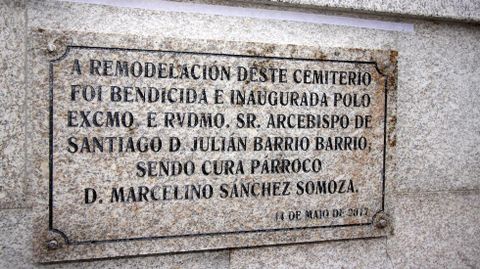 A REMODELACIÓN DESTE CEMITERIO
FOI BENDICIDA E INAUGURADA POLO
EXCMO. E RVDMO. SR. ARCEBISPO DE
SANTIAGO D. JULIÁN BARRIO BARRIO,
SENDO CURA PÁRROCO
D. MARCELINO SÁNCHEZ SOMOZA.
14 DE MAIO DE 2017